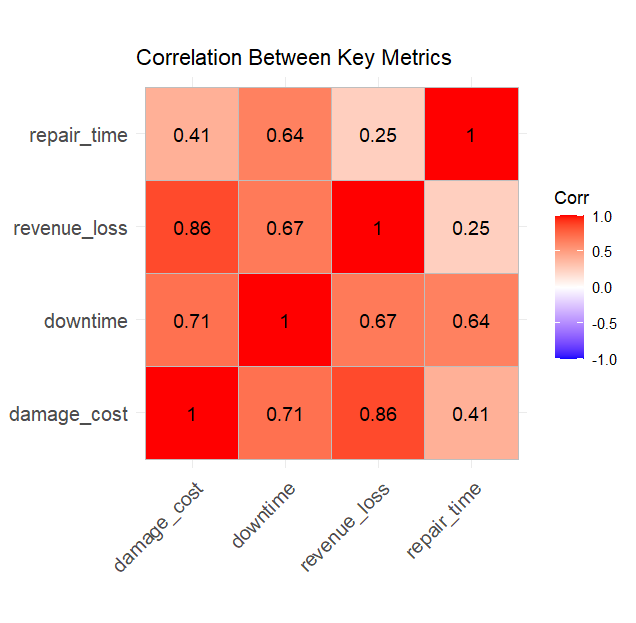 Correlation Between Key Metrics
repair_time 0.41 0.64 0.25 1
revenue_loss 0.86 0.67 1 0.25
downtime 0.71 1 0.67 0.64
damage_cost 1 0.71 0.86 0.41
damage_cost downtime revenue_loss repair_time
Corr
1.0
0.5
0.0
-0.5
-1.0